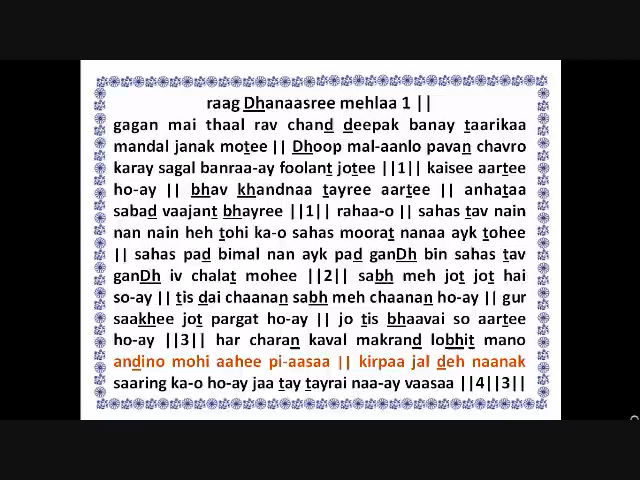 raag Dhanaasree mehlaa 1 ||
gagan mai thaal rav chand deepak banay taarikaa
mandal janak motee || Dhoop mal-aanlo pavan chavro
karay sagal banraa-ay foolant jotee ||1|| kaisee aartee
ho-ay || bhav khandnaa tayree aartee || anhataa
sabad vaajant bhayree ||1|| rahaa-o || sahas tav nain
nan nain heh tohi ka-o sahas moorat nanaa ayk tohee
|| sahas pad bimal nan ayk pad ganDh bin sahas tav
ganDh iv chalat mohee ||2|| sabh meh jot jot hai
so-ay || tis dai chaanan sabh meh chaanan ho-ay || gur
saakhee jot pargat ho-ay || jo tis bhaavai so aartee
ho-ay ||3|| har charan kaval makrand lobhit mano
andino mohi aahee pi-aasaa || kirpaa jal deh naanak
saaring ka-o ho-ay jaa tay tayrai naa-ay vaasaa ||4||3||